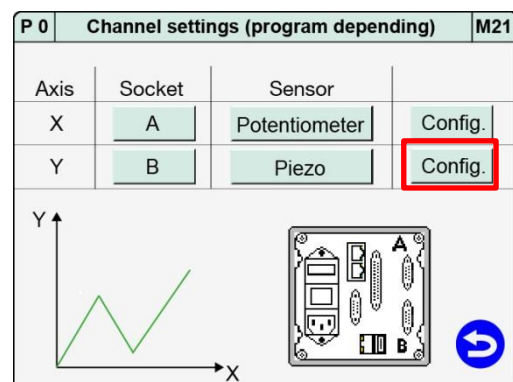 P 0 Channel settings (program depending) M21
Axis Socket Sensor
X A Potentiometer Config.
Y B Piezo Config.
Y
A
B
X